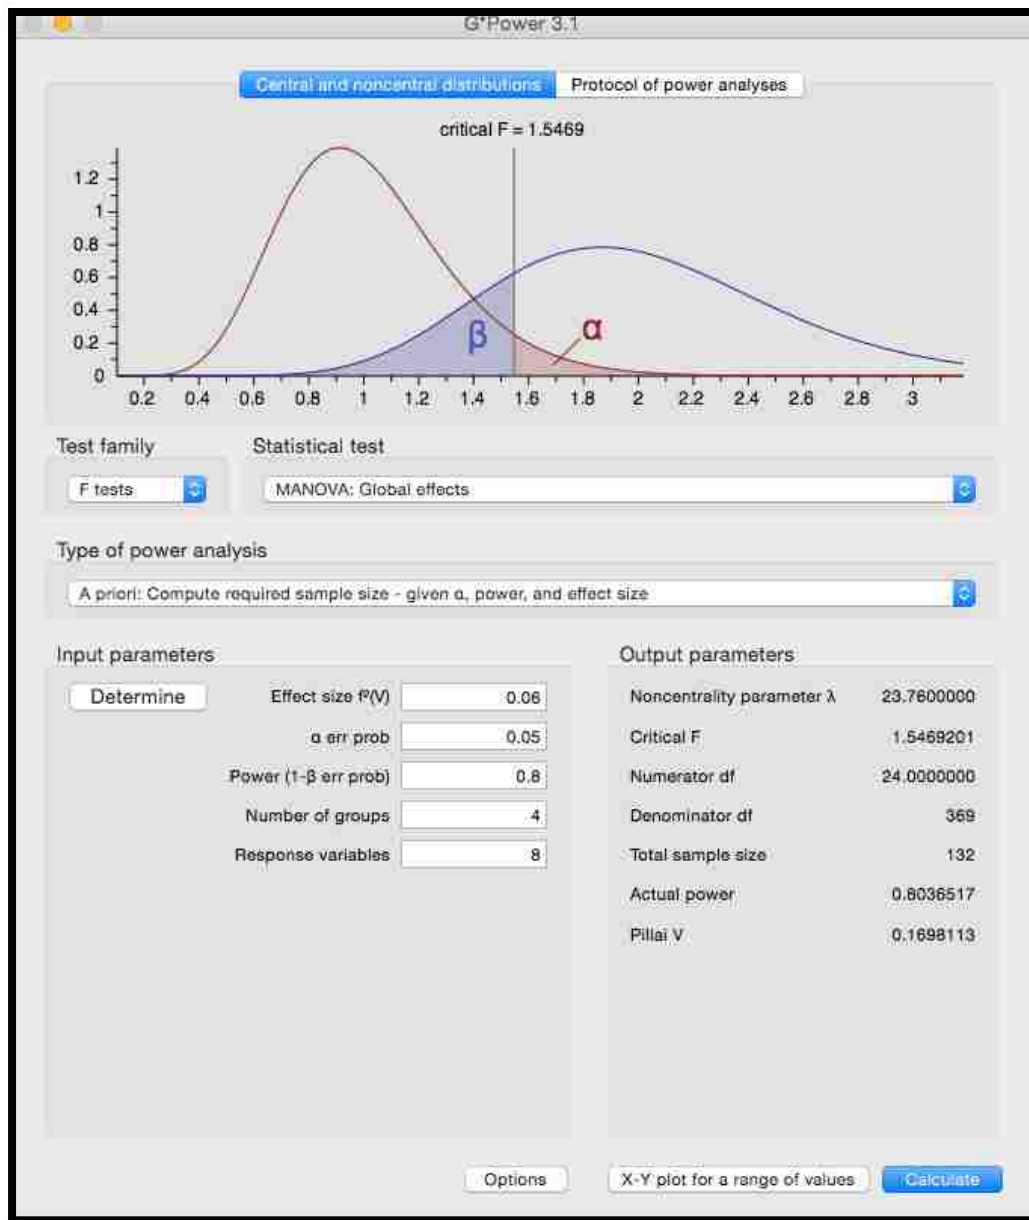 G*Power 3.1
Central and noncentral distributions Protocol of power analyses
critical F = 1.5469
1.2
1
0.8
0.6
0.4
0.2
0
β
α
0.2 0.4 0.6 0.8 1 1.2 1.4 1.6 1.8 2 2.2 2.4 2.6 2.8 3
Test family Statistical test
F tests MANOVA: Global effects
Type of power analysis
A priori: Compute required sample size - given α, power, and effect size
Input parameters Output parameters
Determine Effect size f²(V) 0.06 Noncentrality parameter λ 23.7600000
α err prob 0.05 Critical F 1.5469201
Power (1-β err prob) 0.8 Numerator df 24.0000000
Number of groups 4 Denominator df 369
Response variables 8 Total sample size 132
Actual power 0.8036517
Pillai V 0.1698113
Options X-Y plot for a range of values Calculate